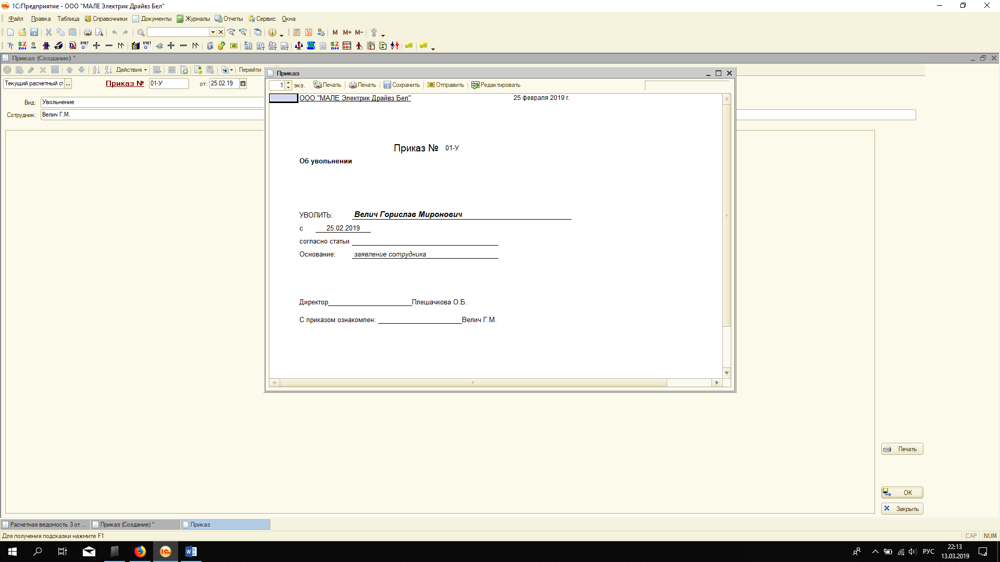 1С:Предприятие - ООО "МАЛЕ Электрик Драйвз Бел"
Файл Правка Таблица Справочники Документы Журналы Отчеты Сервис Окна
M M+ M-
Приказ (Создание) *
Действия Перейти
Текущий расчетный сч ... Приказ № 01-У от: 25.02.19
Вид: Увольнение
Сотрудник: Велич Г.М.
Приказ
1 экз. Печать Печать Сохранить Отправить Редактировать
ООО "МАЛЕ Электрик Драйвз Бел" 25 февраля 2019 г.
Приказ № 01-У
Об увольнении
УВОЛИТЬ: Велич Горислав Миронович
с 25.02.2019
согласно статьи
Основание: заявление сотрудника
Директор Плешачкова О.Б.
С приказом ознакомлен: Велич Г.М.
Печать
OK
Закрыть
Расчетная ведомость 3 от ... Приказ (Создание) * Приказ
Для получения подсказки нажмите F1 CAP NUM
РУС 22:13
13.03.2019